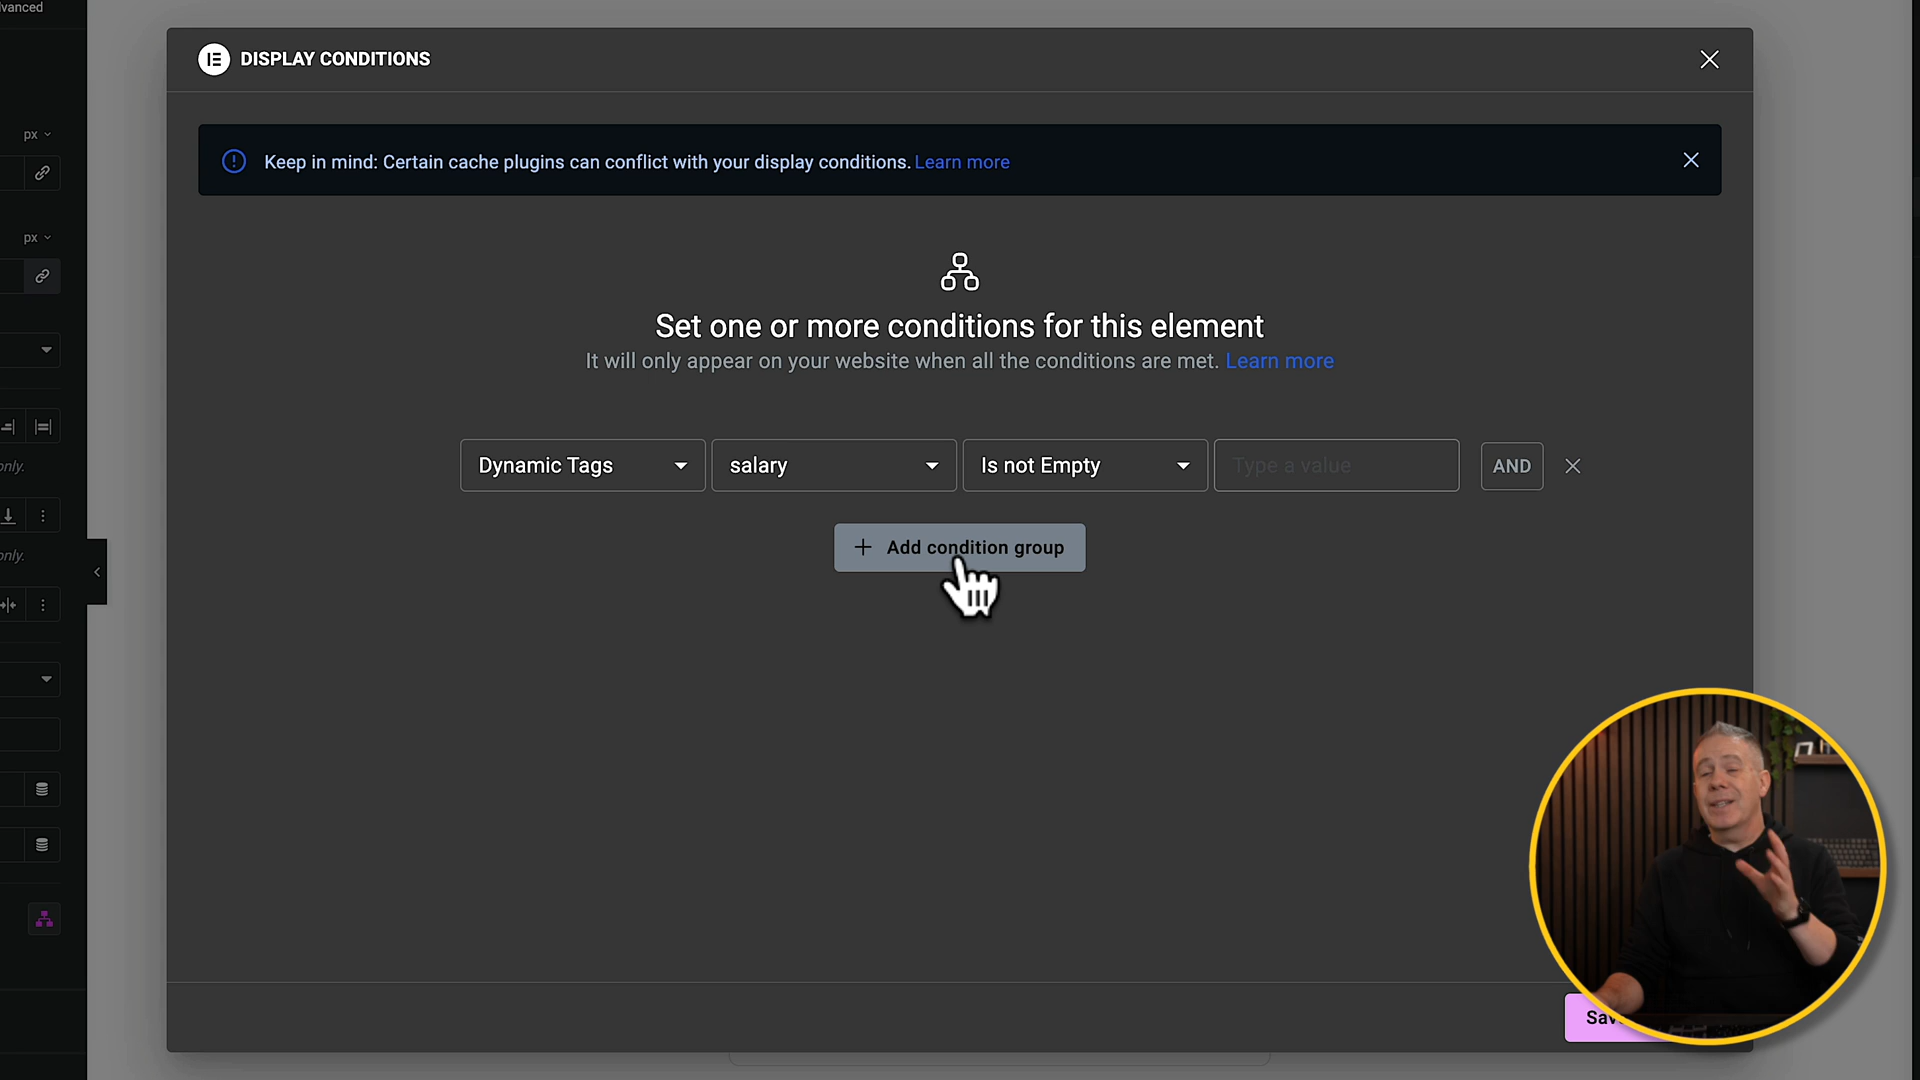 dvanced
DISPLAY CONDITIONS
px
Keep in mind: Certain cache plugins can conflict with your display conditions. Learn more
px
Set one or more conditions for this element
It will only appear on your website when all the conditions are met. Learn more
Dynamic Tags salary Is not Empty Type a value AND
only.
Add condition group
only.
Sav